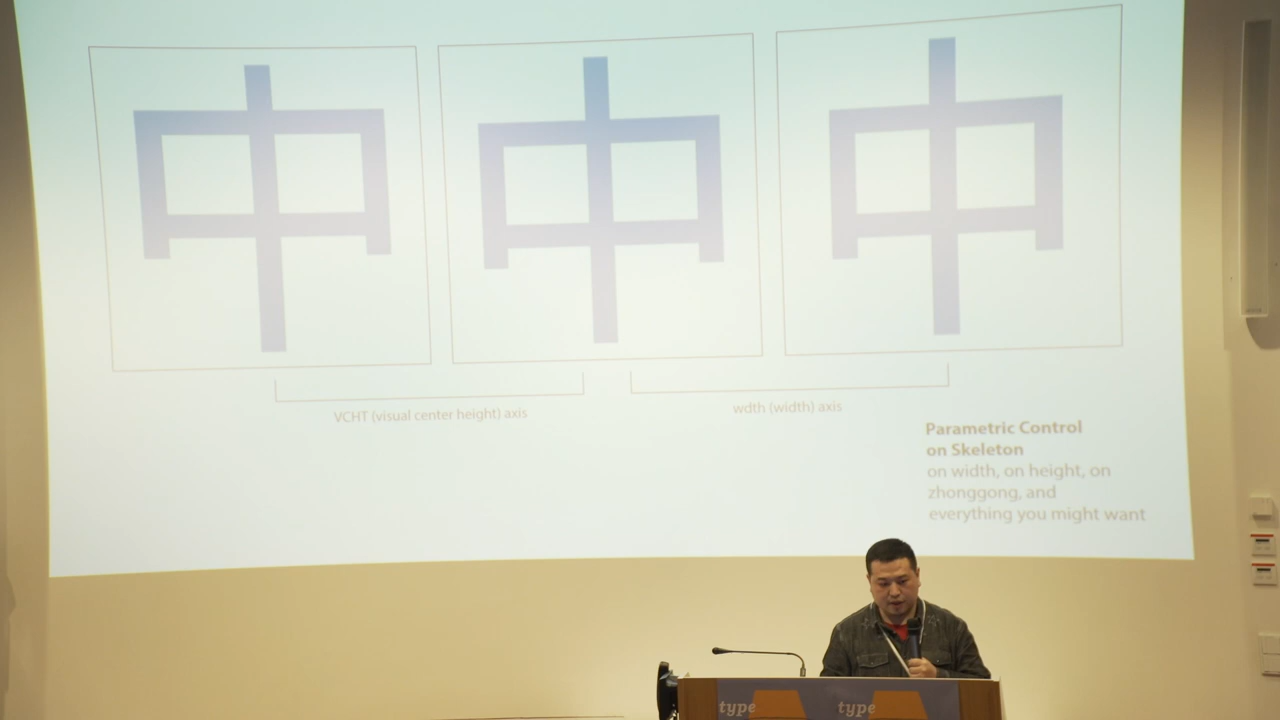 中 中 中
VCHT (visual center height) axis
wdth (width) axis
Parametric Control
on Skeleton
on width, on height, on
zhonggong, and
everything you might want
type type